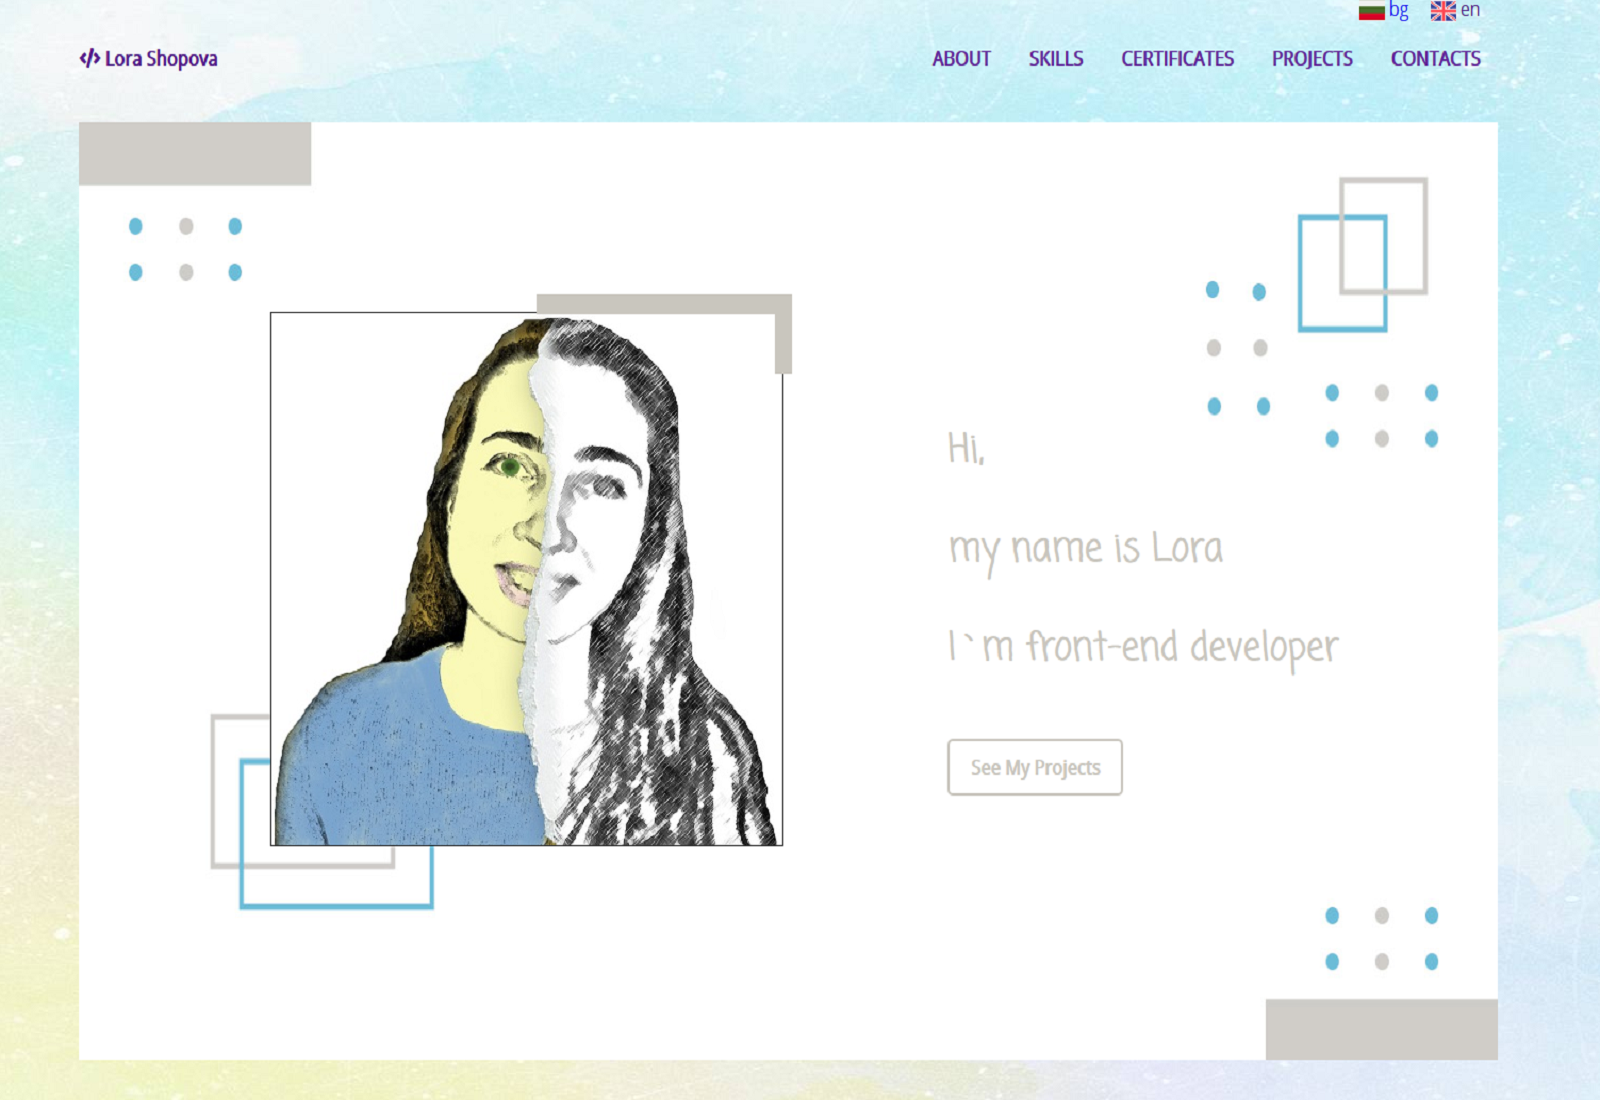 bg en
</> Lora Shopova ABOUT SKILLS CERTIFICATES PROJECTS CONTACTS
Hi,
my name is Lora
I`m front-end developer
See My Projects